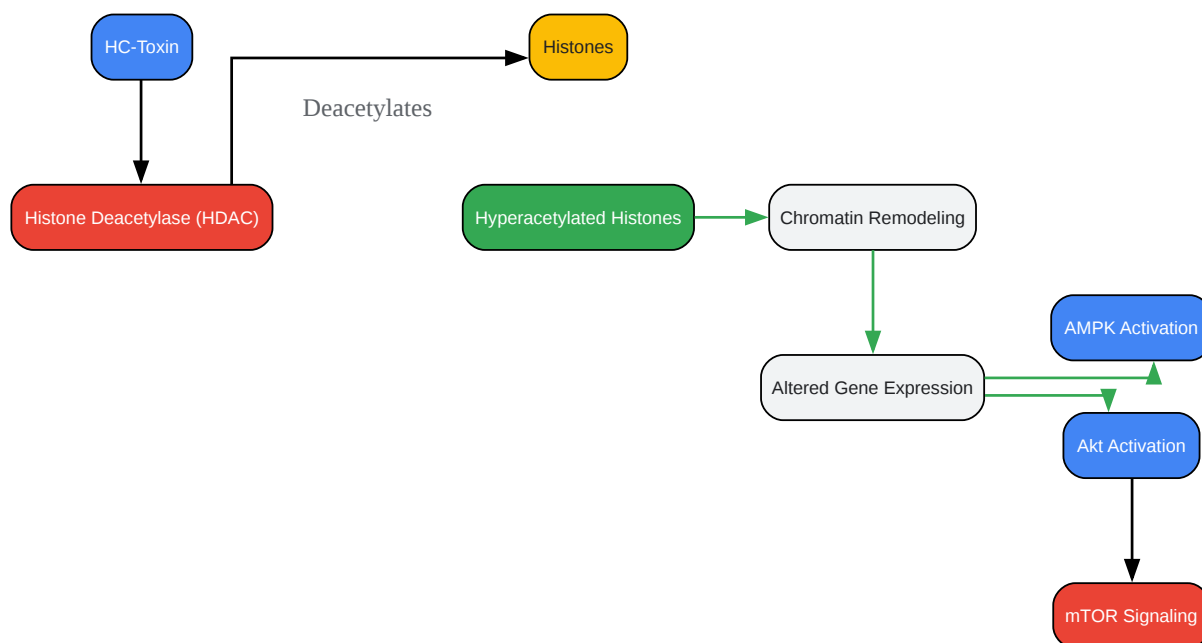 HC-Toxin
Histones
Deacetylates
Histone Deacetylase (HDAC)
Hyperacetylated Histones
Chromatin Remodeling
AMPK Activation
Altered Gene Expression
Akt Activation
mTOR Signaling